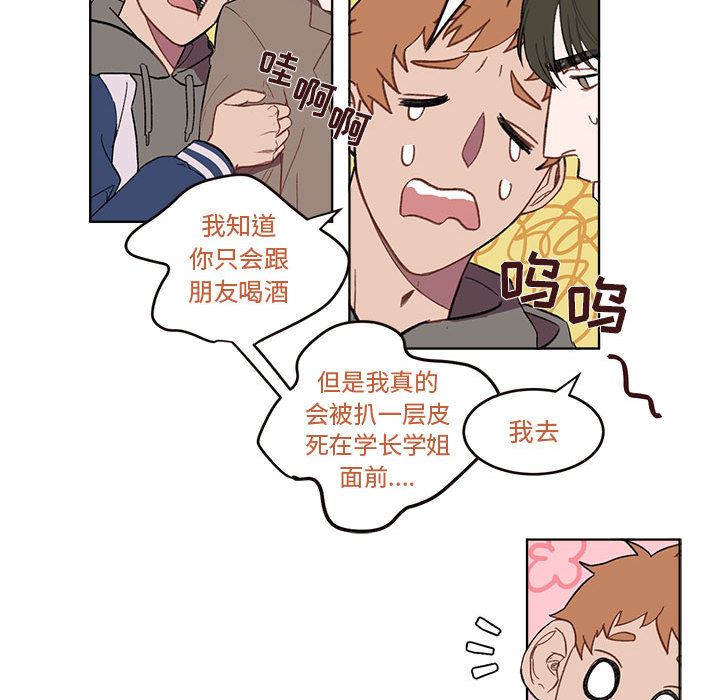 哇啊啊
我知道
你只会跟
朋友喝酒
呜呜
但是我真的
会被扒一层皮
死在学长学姐
面前....
我去